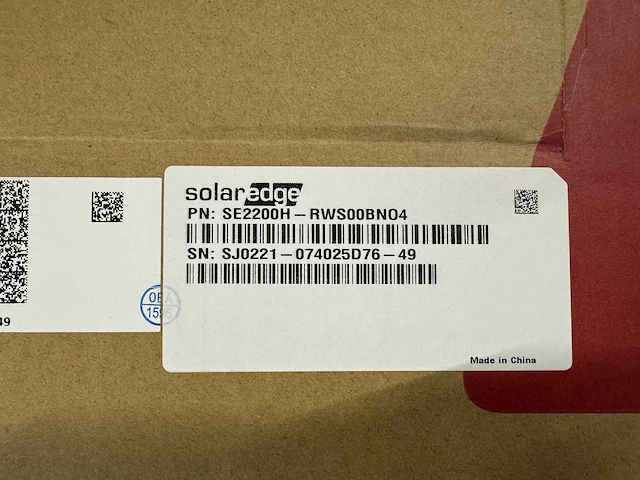 solaredge
PN: SE2200H-RWS00BNO4
SN: SJ0221-074025D76-49
Made in China
49